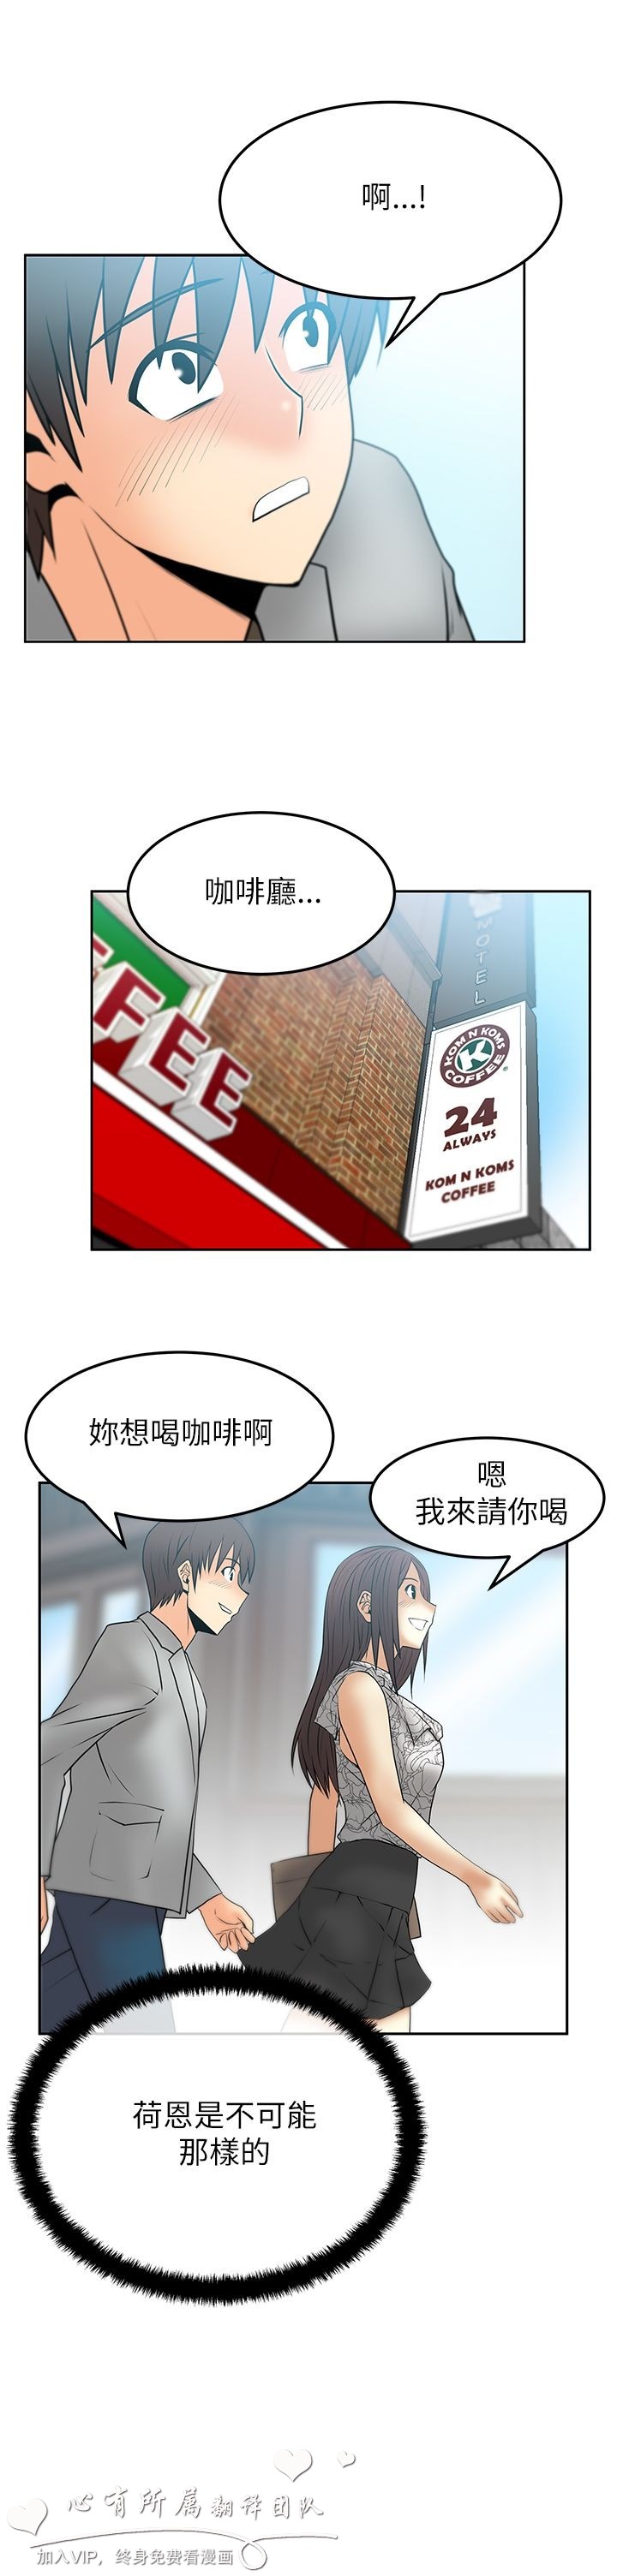 啊...!
咖啡廳...
FFEE
MOTEL
KOM N KOMS
K
COFFEE
24
ALWAYS
KOM N KOMS
COFFEE
妳想喝咖啡啊
嗯
我來請你喝
荷恩是不可能
那樣的
心有所属翻译团队
加入VIP，终身免费看漫画